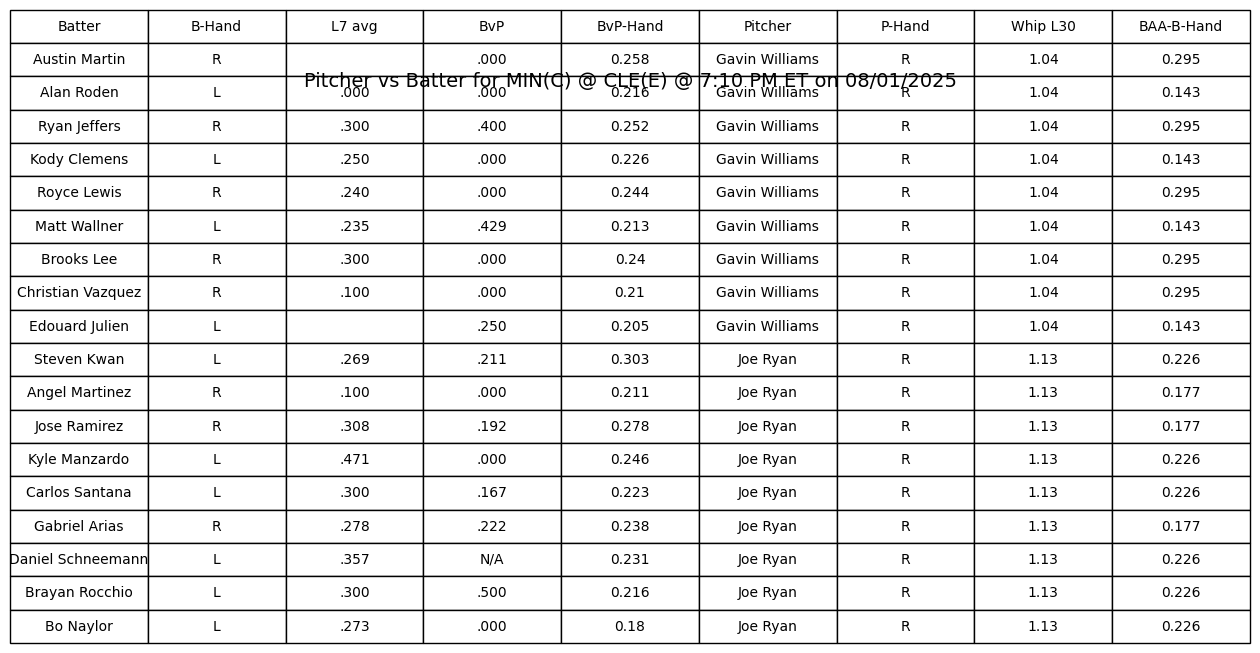 Batter B-Hand L7 avg BvP BvP-Hand Pitcher P-Hand Whip L30 BAA-B-Hand
Austin Martin R .000 0.258 Gavin Williams R 1.04 0.295
Pitcher vs Batter for MIN(C) @ CLE(E) @ 7:10 PM ET on 08/01/2025
Alan Roden L .000 .000 0.216 Gavin Williams R 1.04 0.143
Ryan Jeffers R .300 .400 0.252 Gavin Williams R 1.04 0.295
Kody Clemens L .250 .000 0.226 Gavin Williams R 1.04 0.143
Royce Lewis R .240 .000 0.244 Gavin Williams R 1.04 0.295
Matt Wallner L .235 .429 0.213 Gavin Williams R 1.04 0.143
Brooks Lee R .300 .000 0.24 Gavin Williams R 1.04 0.295
Christian Vazquez R .100 .000 0.21 Gavin Williams R 1.04 0.295
Edouard Julien L .250 0.205 Gavin Williams R 1.04 0.143
Steven Kwan L .269 .211 0.303 Joe Ryan R 1.13 0.226
Angel Martinez R .100 .000 0.211 Joe Ryan R 1.13 0.177
Jose Ramirez R .308 .192 0.278 Joe Ryan R 1.13 0.177
Kyle Manzardo L .471 .000 0.246 Joe Ryan R 1.13 0.226
Carlos Santana L .300 .167 0.223 Joe Ryan R 1.13 0.226
Gabriel Arias R .278 .222 0.238 Joe Ryan R 1.13 0.177
Daniel Schneemann L .357 N/A 0.231 Joe Ryan R 1.13 0.226
Brayan Rocchio L .300 .500 0.216 Joe Ryan R 1.13 0.226
Bo Naylor L .273 .000 0.18 Joe Ryan R 1.13 0.226